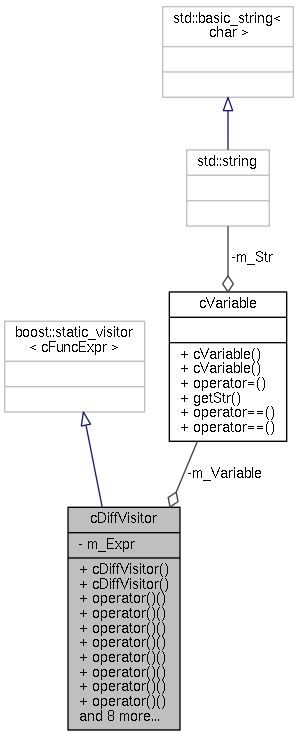 std::basic_string<
char >
std::string
-m_Str
cVariable
+ cVariable()
+ cVariable()
+ operator=()
+ getStr()
+ operator==()
+ operator==()
boost::static_visitor
< cFuncExpr >
-m_Variable
cDiffVisitor
- m_Expr
+ cDiffVisitor()
+ cDiffVisitor()
+ operator()()
+ operator()()
+ operator()()
+ operator()()
+ operator()()
+ operator()()
+ operator()()
+ operator()()
and 8 more...